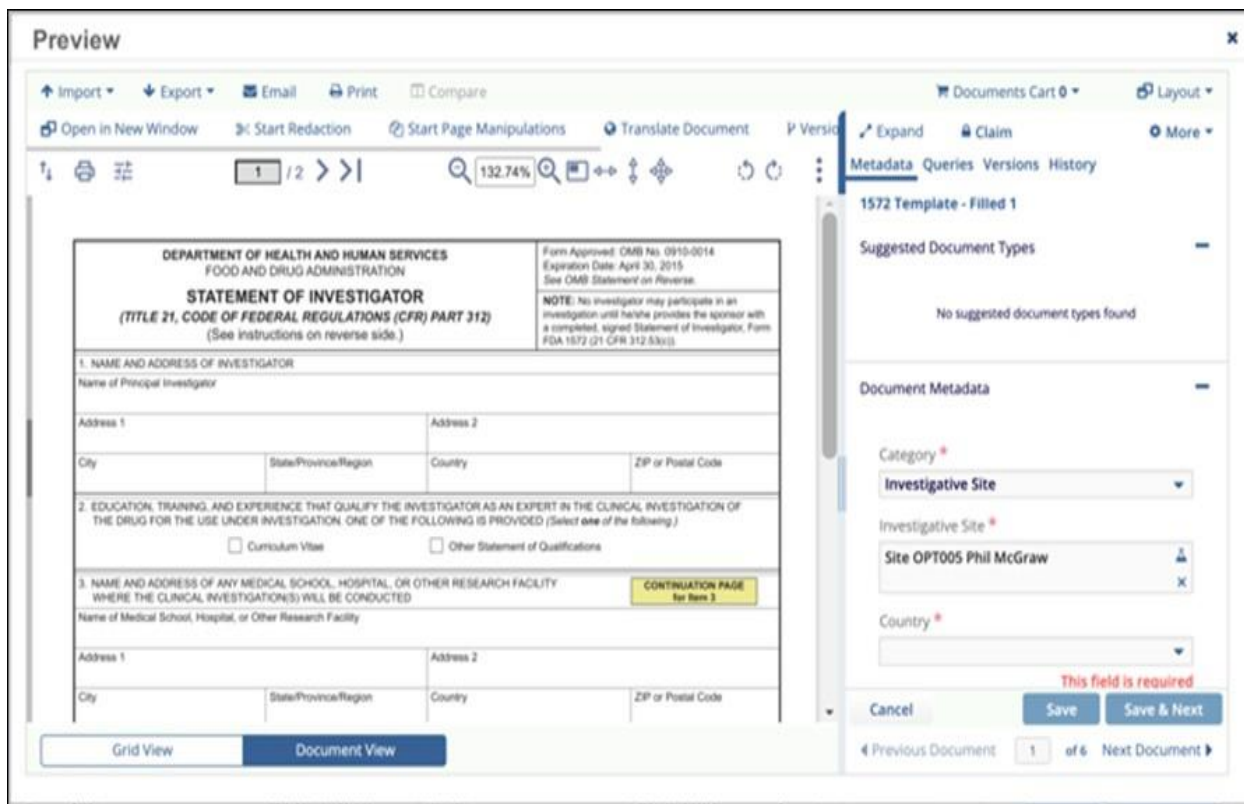 Preview
Import
Export
Email
Print
Compare
Documents Cart 0
Layout
Open in New Window
Start Redaction
Start Page Manipulations
Translate Document
Versio
Expand
Claim
More
1 / 2
132.74%
Metadata Queries Versions History
1572 Template - Filled 1
Suggested Document Types
No suggested document types found
DEPARTMENT OF HEALTH AND HUMAN SERVICES
FOOD AND DRUG ADMINISTRATION
STATEMENT OF INVESTIGATOR
(TITLE 21, CODE OF FEDERAL REGULATIONS (CFR) PART 312)
(See instructions on reverse side.)
Form Approved: OMB No. 0910-0014
Expiration Date: April 30, 2015
See OMB Statement on Reverse.
NOTE: No investigator may participate in an
investigation until he/she provides the sponsor with
a completed, signed Statement of Investigator, Form
FDA 1572 (21 CFR 312.53(c)).
1. NAME AND ADDRESS OF INVESTIGATOR
Name of Principal Investigator
Address 1
Address 2
City
State/Province/Region
Country
ZIP or Postal Code
2. EDUCATION, TRAINING, AND EXPERIENCE THAT QUALIFY THE INVESTIGATOR AS AN EXPERT IN THE CLINICAL INVESTIGATION OF
THE DRUG FOR THE USE UNDER INVESTIGATION. ONE OF THE FOLLOWING IS PROVIDED (Select one of the following.)
Curriculum Vitae
Other Statement of Qualifications
3. NAME AND ADDRESS OF ANY MEDICAL SCHOOL, HOSPITAL, OR OTHER RESEARCH FACILITY
WHERE THE CLINICAL INVESTIGATION(S) WILL BE CONDUCTED
CONTINUATION PAGE
for Item 3
Name of Medical School, Hospital, or Other Research Facility
Address 1
Address 2
City
State/Province/Region
Country
ZIP or Postal Code
Document Metadata
Category *
Investigative Site
Investigative Site *
Site OPT005 Phil McGraw
Country *
This field is required
Cancel
Save
Save & Next
Grid View
Document View
Previous Document
1 of 6
Next Document